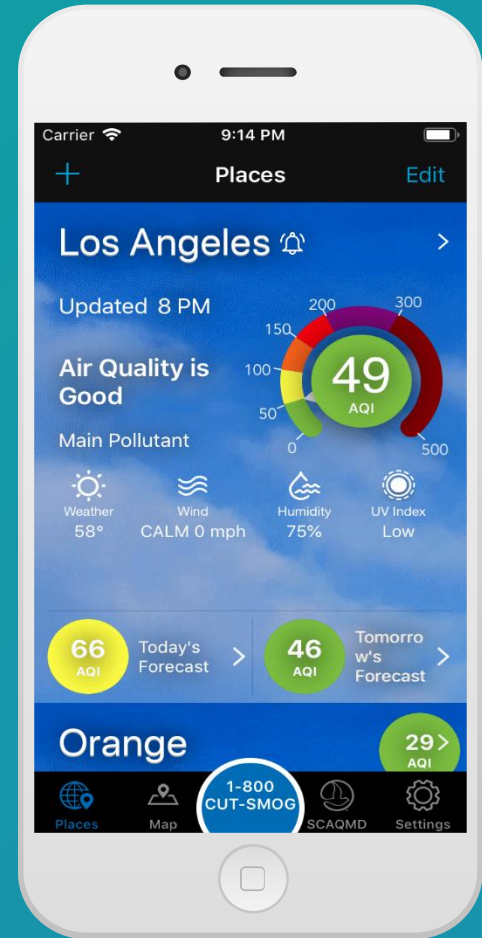 Carrier 9:14 PM
+ Places Edit
Los Angeles >
Updated 8 PM
Air Quality is
Good
Main Pollutant
0
50
100
150
200
300
500
49
AQI
Weather
58°
Wind
CALM 0 mph
Humidity
75%
UV Index
Low
66
AQI
Today's
Forecast >
46
AQI
Tomorro
w's
Forecast >
Orange
29 >
AQI
Places
Map
1-800
CUT-SMOG
SCAQMD
Settings